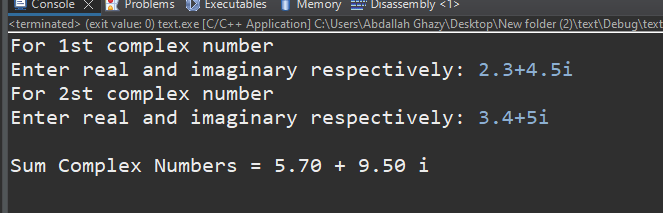 Console Problems Executables Memory Disassembly <1>
<terminated> (exit value: 0) text.exe [C/C++ Application] C:\Users\Abdallah Ghazy\Desktop\New folder (2)\text\Debug\text
For 1st complex number
Enter real and imaginary respectively: 2.3+4.5i
For 2st complex number
Enter real and imaginary respectively: 3.4+5i
Sum Complex Numbers = 5.70 + 9.50 i